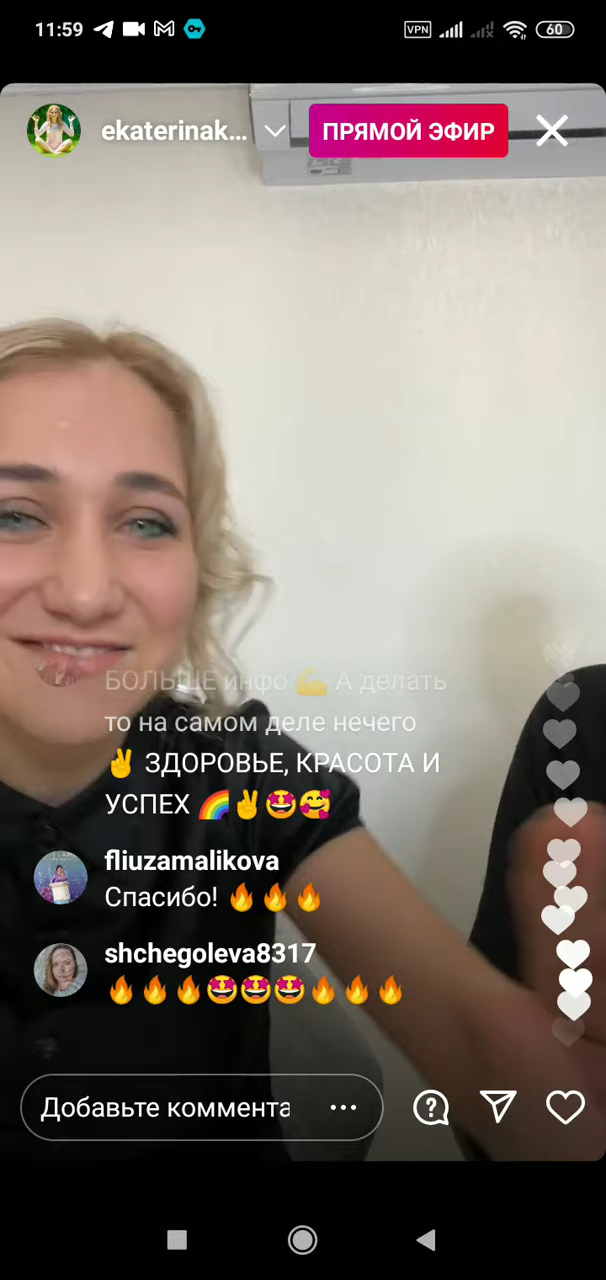 11:59
VPN
60
ekaterinak...
ПРЯМОЙ ЭФИР
БОЛЬШЕ инфо 💪 А делать
то на самом деле нечего
✌️ ЗДОРОВЬЕ, КРАСОТА И
УСПЕХ 🌈✌️🤩🥰
fliuzamalikova
Спасибо! 🔥🔥🔥
shchegoleva8317
🔥🔥🔥🤩🤩🤩🔥🔥🔥
Добавьте коммента